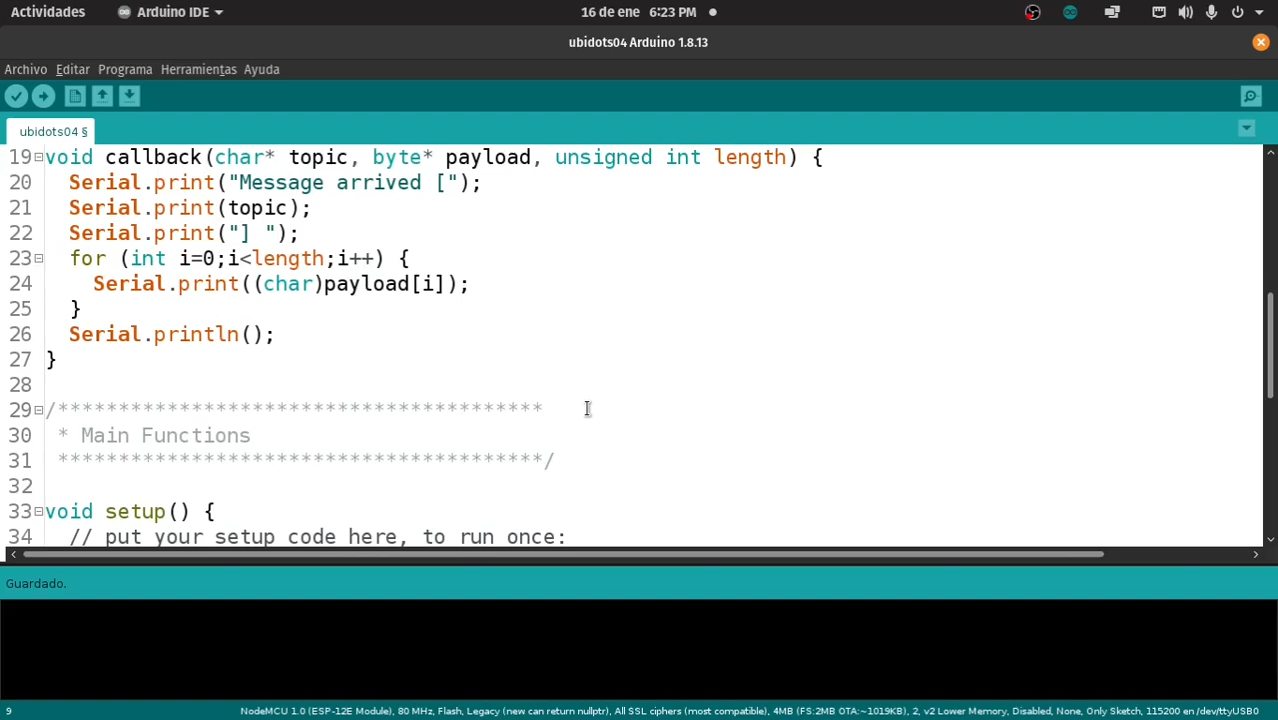 Actividades Arduino IDE 16 de ene 6:23 PM
ubidots04 Arduino 1.8.13
Archivo Editar Programa Herramientas Ayuda
ubidots04 §
19 void callback(char* topic, byte* payload, unsigned int length) {
20 Serial.print("Message arrived [");
21 Serial.print(topic);
22 Serial.print("] ");
23 for (int i=0;i<length;i++) {
24 Serial.print((char)payload[i]);
25 }
26 Serial.println();
27 }
28
29 /****************************************
30 * Main Functions
31 ****************************************/
32
33 void setup() {
34 // put your setup code here, to run once:
Guardado.
9 NodeMCU 1.0 (ESP-12E Module), 80 MHz, Flash, Legacy (new can return nullptr), All SSL ciphers (most compatible), 4MB (FS:2MB OTA:~1019KB), 2, v2 Lower Memory, Disabled, None, Only Sketch, 115200 en /dev/ttyUSB0